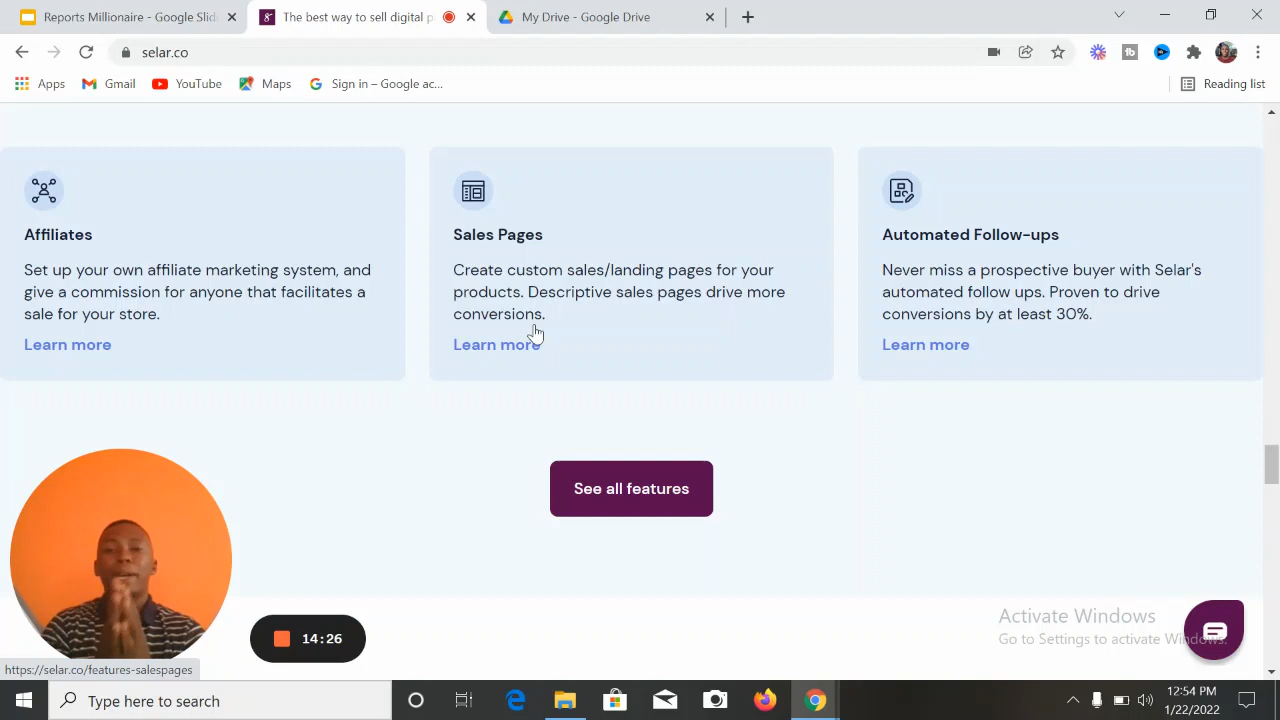 Reports Millionaire - Google Slid
The best way to sell digital p
My Drive - Google Drive
selar.co
Apps
Gmail
YouTube
Maps
Sign in – Google ac...
Reading list
Affiliates
Set up your own affiliate marketing system, and
give a commission for anyone that facilitates a
sale for your store.
Learn more
Sales Pages
Create custom sales/landing pages for your
products. Descriptive sales pages drive more
conversions.
Learn more
Automated Follow-ups
Never miss a prospective buyer with Selar's
automated follow ups. Proven to drive
conversions by at least 30%.
Learn more
See all features
14:26
Activate Windows
Go to Settings to activate Windows.
https://selar.co/features-salespages
Type here to search
12:54 PM
1/22/2022